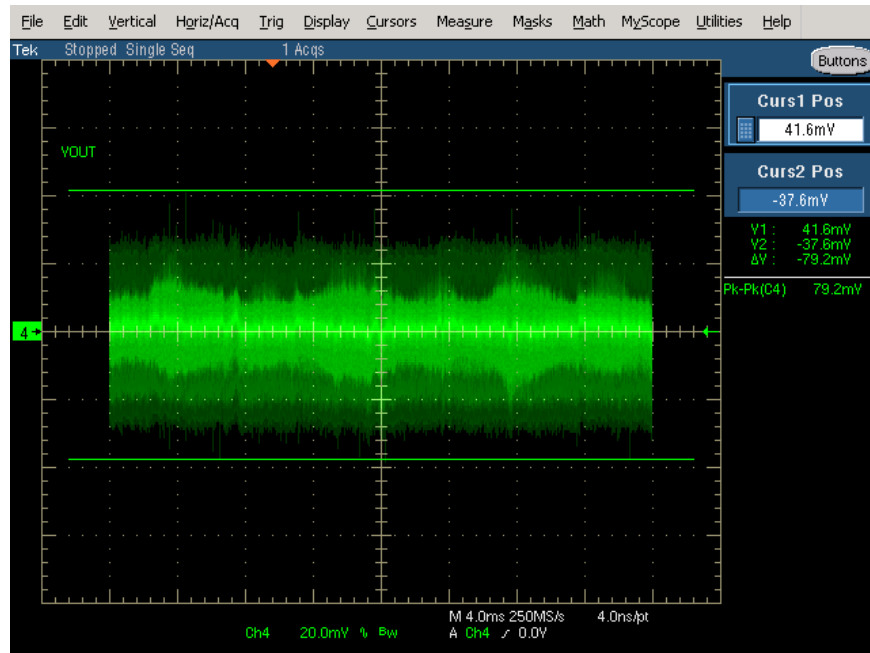 File Edit Vertical Horiz/Acq Trig Display Cursors Measure Masks Math MyScope Utilities Help
Tek Stopped Single Seq 1 Acqs
Buttons
Curs1 Pos
41.6mV
VOUT
Curs2 Pos
-37.6mV
V1 : 41.6mV
V2 : -37.6mV
ΔV : -79.2mV
Pk-Pk(C4) 79.2mV
4
M 4.0ms 250MS/s 4.0ns/pt
Ch4 20.0mV BW A Ch4 0.0V